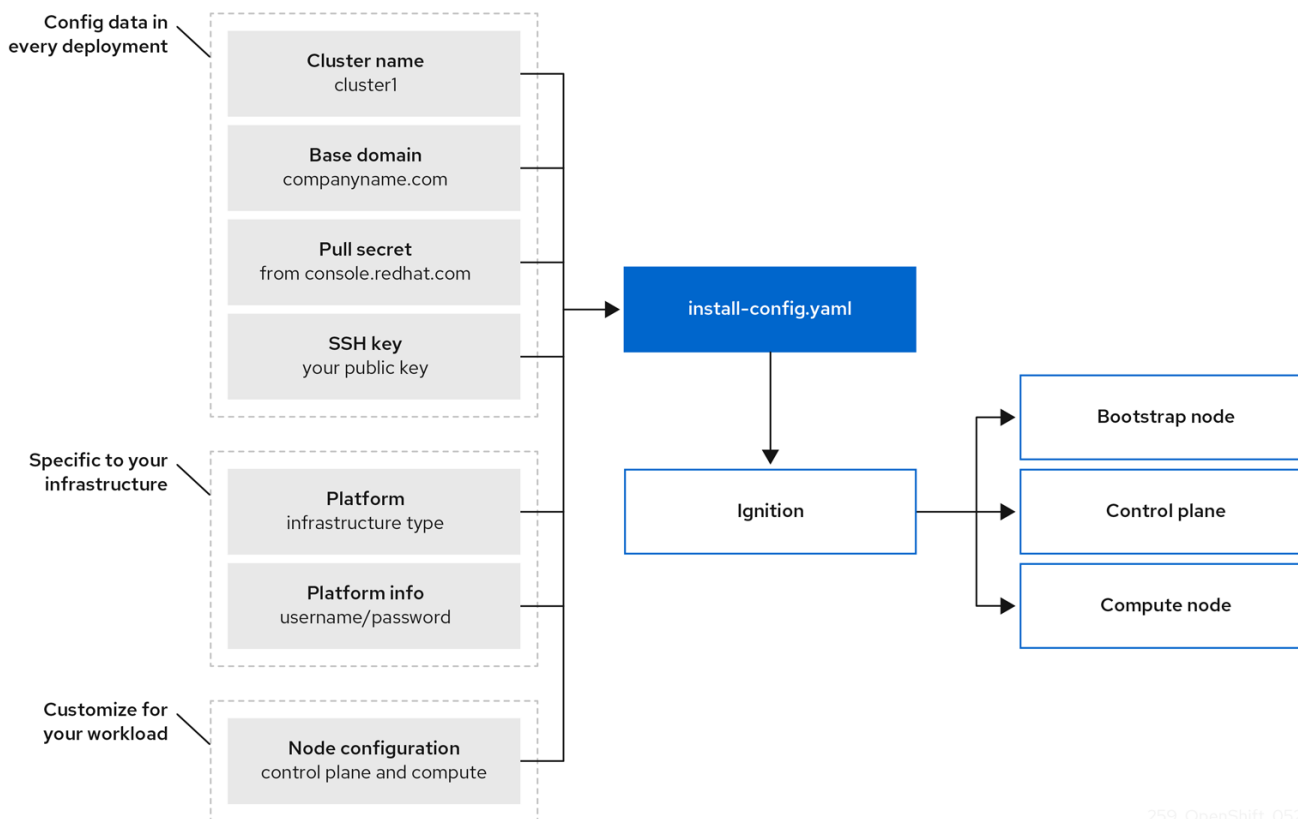 Config data in
every deployment
Cluster name
cluster1
Base domain
companyname.com
Pull secret
from console.redhat.com
SSH key
your public key
install-config.yaml
Specific to your
infrastructure
Platform
infrastructure type
Platform info
username/password
Ignition
Bootstrap node
Control plane
Compute node
Customize for
your workload
Node configuration
control plane and compute
259_OpenShift